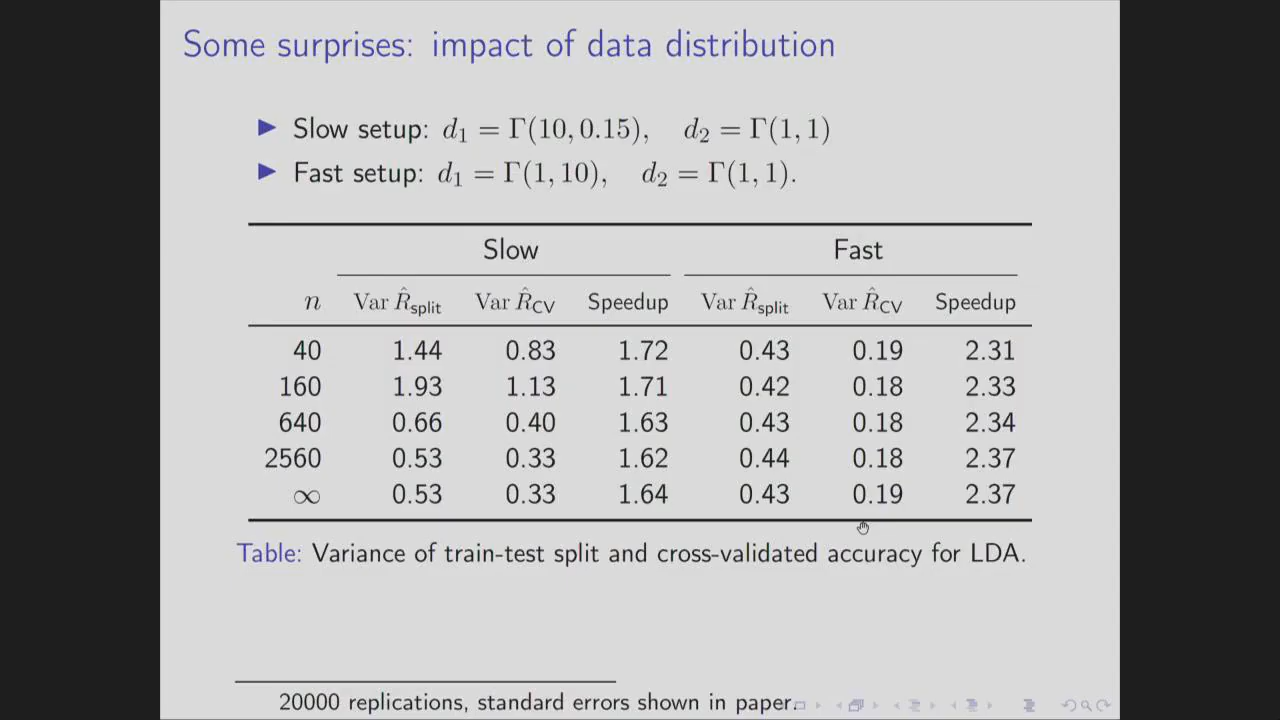 Some surprises: impact of data distribution
▶ Slow setup: d₁ = Γ(10, 0.15), d₂ = Γ(1, 1)
▶ Fast setup: d₁ = Γ(1, 10), d₂ = Γ(1, 1).
Slow Fast
n Var R̂split Var R̂CV Speedup Var R̂split Var R̂CV Speedup
40 1.44 0.83 1.72 0.43 0.19 2.31
160 1.93 1.13 1.71 0.42 0.18 2.33
640 0.66 0.40 1.63 0.43 0.18 2.34
2560 0.53 0.33 1.62 0.44 0.18 2.37
∞ 0.53 0.33 1.64 0.43 0.19 2.37
Table: Variance of train-test split and cross-validated accuracy for LDA.
20000 replications, standard errors shown in paper.